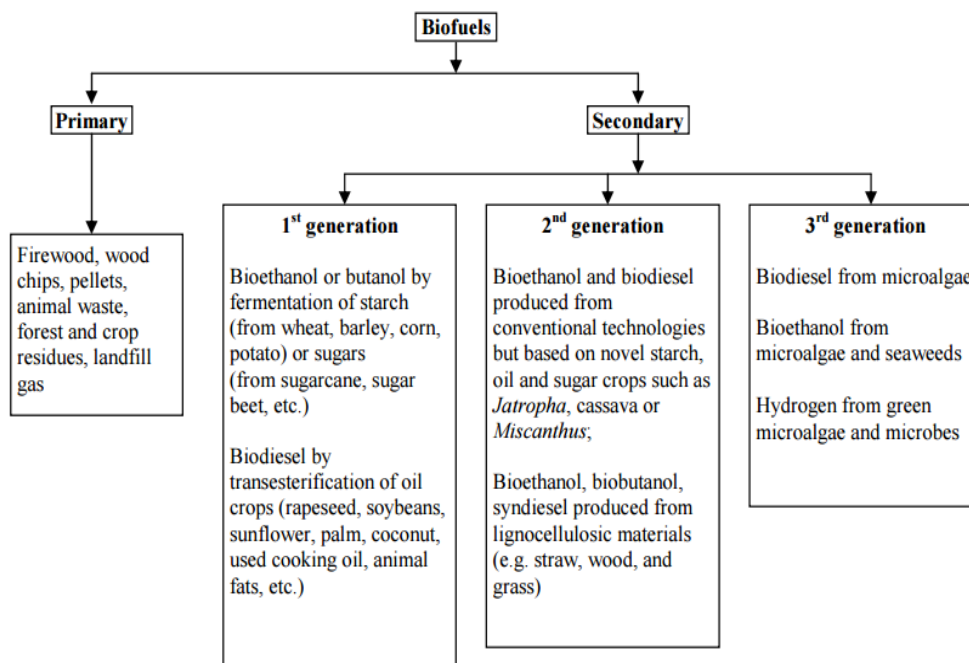 Biofuels
Primary
Secondary
Firewood, wood
chips, pellets,
animal waste,
forest and crop
residues, landfill
gas
1st generation
Bioethanol or butanol by
fermentation of starch
(from wheat, barley, corn,
potato) or sugars
(from sugarcane, sugar
beet, etc.)
Biodiesel by
transesterification of oil
crops (rapeseed, soybeans,
sunflower, palm, coconut,
used cooking oil, animal
fats, etc.)
2nd generation
Bioethanol and biodiesel
produced from
conventional technologies
but based on novel starch,
oil and sugar crops such as
Jatropha, cassava or
Miscanthus;
Bioethanol, biobutanol,
syndiesel produced from
lignocellulosic materials
(e.g. straw, wood, and
grass)
3rd generation
Biodiesel from microalgae
Bioethanol from
microalgae and seaweeds
Hydrogen from green
microalgae and microbes